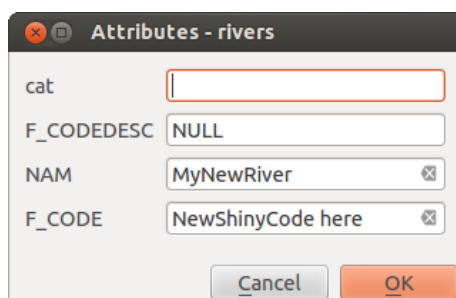 Attributes - rivers
cat
F_CODEDESC NULL
NAM MyNewRiver
F_CODE NewShinyCode here
Cancel OK